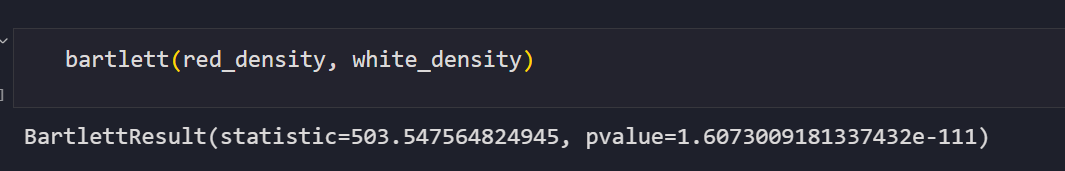 bartlett(red_density, white_density)
]
BartlettResult(statistic=503.547564824945, pvalue=1.6073009181337432e-111)